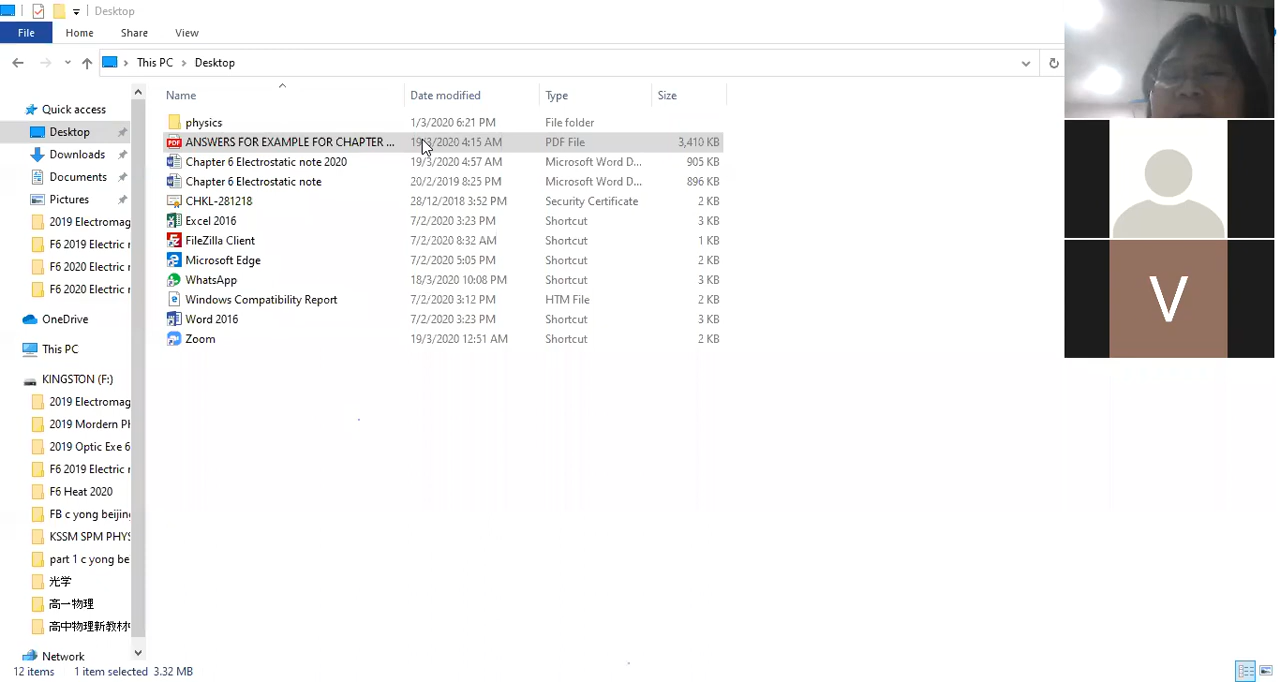 Desktop
File Home Share View
This PC Desktop
Name Date modified Type Size
Quick access
Desktop
Downloads
Documents
Pictures
2019 Electromag
F6 2019 Electric r
F6 2020 Electric r
F6 2020 Electric r
OneDrive
This PC
KINGSTON (F:)
2019 Electromag
2019 Mordern Ph
2019 Optic Exe 6
F6 2019 Electric r
F6 Heat 2020
FB c yong beijing
KSSM SPM PHYS
part 1 c yong be
光学
高一物理
高中物理新教材
Network
physics 1/3/2020 6:21 PM File folder
ANSWERS FOR EXAMPLE FOR CHAPTER ... 19/3/2020 4:15 AM PDF File 3,410 KB
Chapter 6 Electrostatic note 2020 19/3/2020 4:57 AM Microsoft Word D... 905 KB
Chapter 6 Electrostatic note 20/2/2019 8:25 PM Microsoft Word D... 896 KB
CHKL-281218 28/12/2018 3:52 PM Security Certificate 2 KB
Excel 2016 7/2/2020 3:23 PM Shortcut 3 KB
FileZilla Client 7/2/2020 8:32 AM Shortcut 1 KB
Microsoft Edge 7/2/2020 5:05 PM Shortcut 2 KB
WhatsApp 18/3/2020 10:08 PM Shortcut 3 KB
Windows Compatibility Report 7/2/2020 3:12 PM HTM File 2 KB
Word 2016 7/2/2020 3:23 PM Shortcut 3 KB
Zoom 19/3/2020 12:51 AM Shortcut 2 KB
V
12 items 1 item selected 3.32 MB